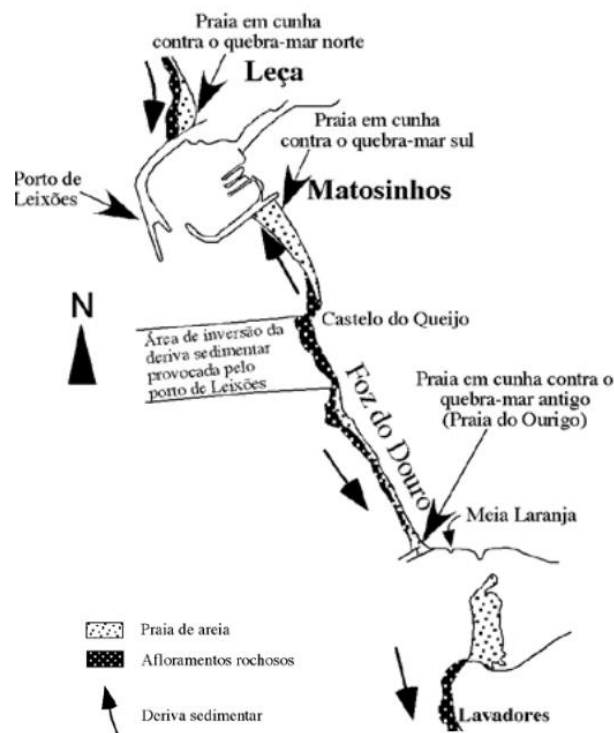 Praia em cunha
contra o quebra-mar norte
Leça
Praia em cunha
contra o quebra-mar sul
Porto de
Leixões
Matosinhos
N
Castelo do Queijo
Área de inversão da
deriva sedimentar
provocada pelo
porto de Leixões
Foz do Douro
Praia em cunha contra o
quebra-mar antigo
(Praia do Ourigo)
Meia Laranja
Praia de areia
Afloramentos rochosos
Deriva sedimentar
Lavadores